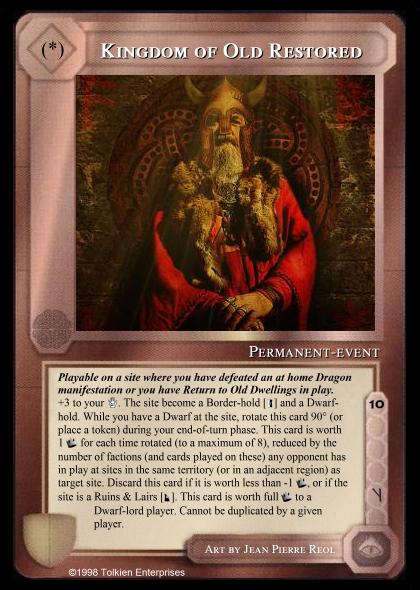 (*)
Kingdom of Old Restored
Permanent-event
Playable on a site where you have defeated an at home Dragon
manifestation or you have Return to Old Dwellings in play.
+3 to your . The site become a Border-hold [] and a Dwarf-
hold. While you have a Dwarf at the site, rotate this card 90° (or
place a token) during your end-of-turn phase. This card is worth
1 for each time rotated (to a maximum of 8), reduced by the
number of factions (and cards played on these) any opponent has
in play at sites in the same territory (or in an adjacent region) as
target site. Discard this card if it is worth less than -1 , or if the
site is a Ruins & Lairs []. This card is worth full to a
Dwarf-lord player. Cannot be duplicated by a given
player.
10
Art by Jean Pierre Reol
©1998 Tolkien Enterprises